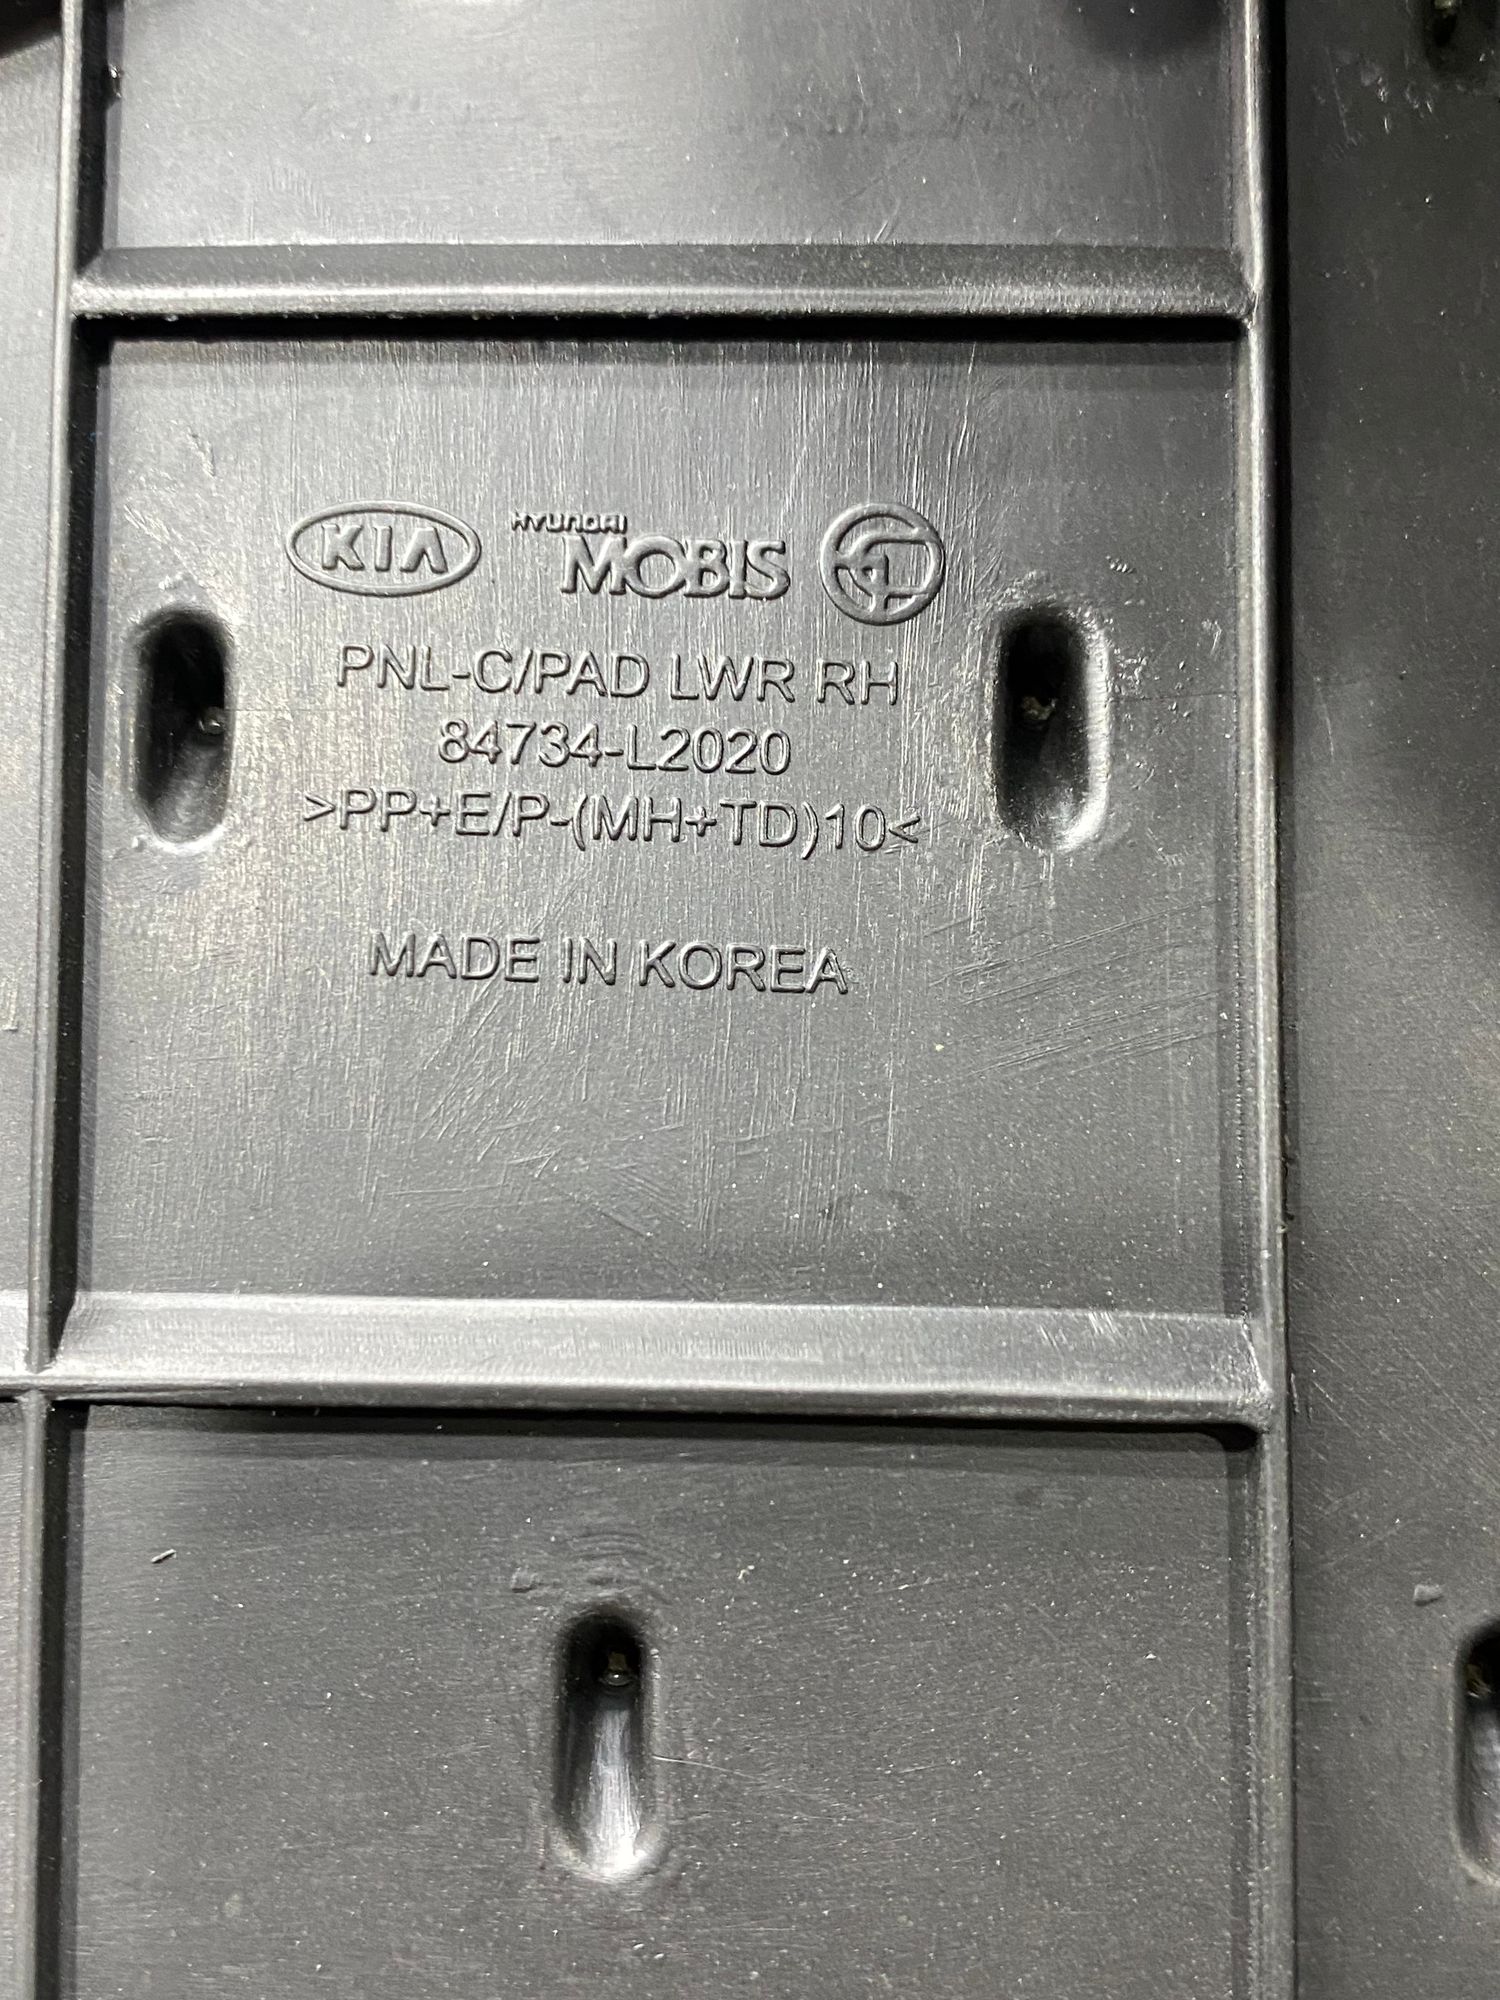 KIA HYUNDAI MOBIS
PNL-C/PAD LWR RH
84734-L2020
>PP+E/P-(MH+TD)10<
MADE IN KOREA